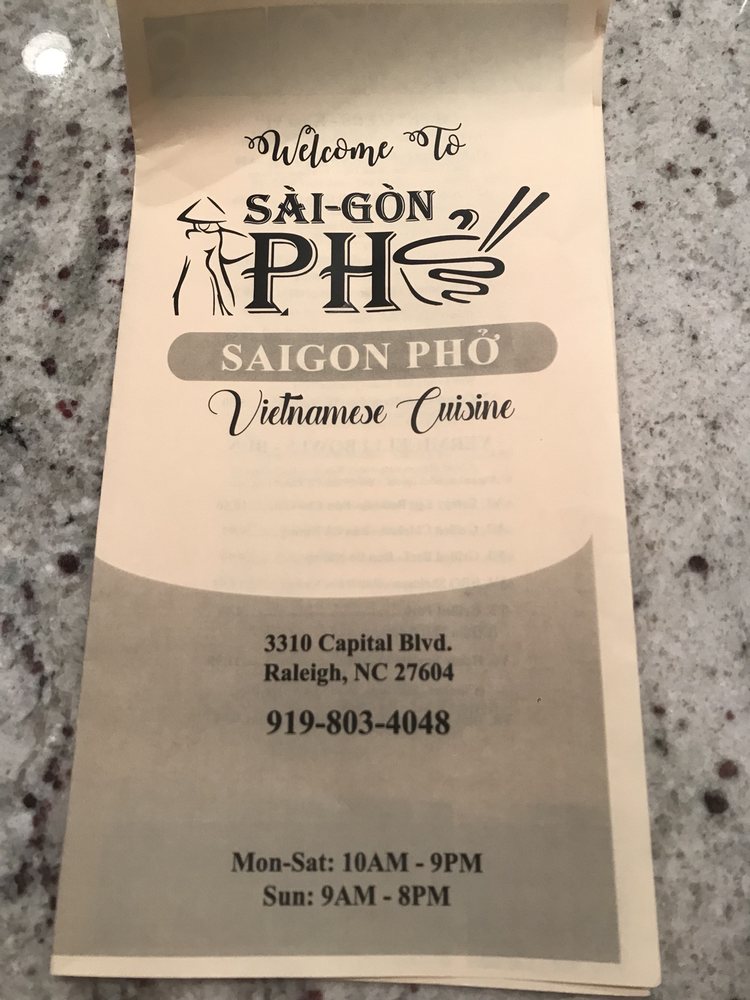 Welcome To
SÀI-GÒN
PHỞ
SAIGON PHỞ
Vietnamese Cuisine
3310 Capital Blvd.
Raleigh, NC 27604
919-803-4048
Mon-Sat: 10AM - 9PM
Sun: 9AM - 8PM